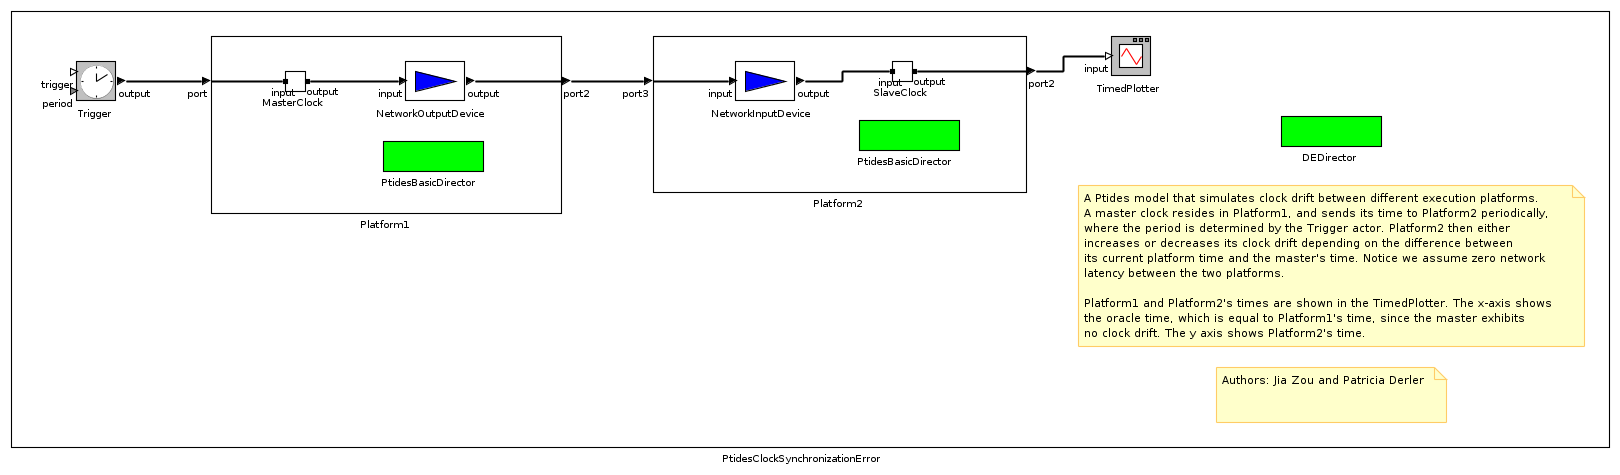 trigger
period
output
Trigger
port
input
output
MasterClock
input
output
NetworkOutputDevice
PtidesBasicDirector
port2
Platform1
port3
input
output
NetworkInputDevice
input
output
SlaveClock
PtidesBasicDirector
port2
Platform2
input
TimedPlotter
DEDirector
A Ptides model that simulates clock drift between different execution platforms.
A master clock resides in Platform1, and sends its time to Platform2 periodically,
where the period is determined by the Trigger actor. Platform2 then either
increases or decreases its clock drift depending on the difference between
its current platform time and the master's time. Notice we assume zero network
latency between the two platforms.
Platform1 and Platform2's times are shown in the TimedPlotter. The x-axis shows
the oracle time, which is equal to Platform1's time, since the master exhibits
no clock drift. The y axis shows Platform2's time.
Authors: Jia Zou and Patricia Derler
PtidesClockSynchronizationError